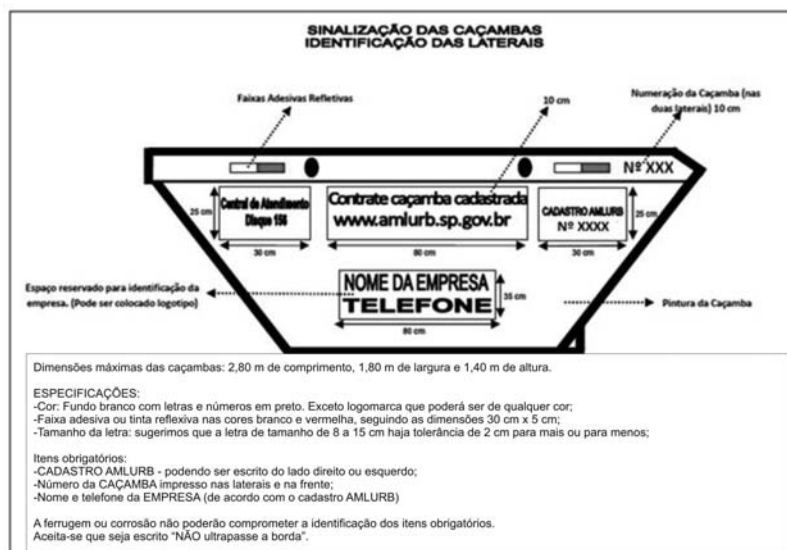 SINALIZAÇÃO DAS CAÇAMBAS
IDENTIFICAÇÃO DAS LATERAIS
Faixas Adesivas Refletivas
10 cm
Numeração da Caçamba (nas
duas laterais) 10 cm
Nº XXX
25 cm
Central de Atendimento
Disque 156
30 cm
Contrate caçamba cadastrada
www.amlurb.sp.gov.br
80 cm
CADASTRO AMLURB
Nº XXXX
30 cm
25 cm
Espaço reservado para identificação da
empresa. (Pode ser colocado logotipo)
NOME DA EMPRESA
TELEFONE
35 cm
80 cm
Pintura da Caçamba
Dimensões máximas das caçambas: 2,80 m de comprimento, 1,80 m de largura e 1,40 m de altura.
ESPECIFICAÇÕES:
-Cor: Fundo branco com letras e números em preto. Exceto logomarca que poderá ser de qualquer cor;
-Faixa adesiva ou tinta reflexiva nas cores branco e vermelha, seguindo as dimensões 30 cm x 5 cm;
-Tamanho da letra: sugerimos que a letra de tamanho de 8 a 15 cm haja tolerância de 2 cm para mais ou para menos;
Itens obrigatórios:
-CADASTRO AMLURB - podendo ser escrito do lado direito ou esquerdo;
-Número da CAÇAMBA impresso nas laterais e na frente;
-Nome e telefone da EMPRESA (de acordo com o cadastro AMLURB)
A ferrugem ou corrosão não poderão comprometer a identificação dos itens obrigatórios.
Aceita-se que seja escrito “NÃO ultrapasse a borda”.